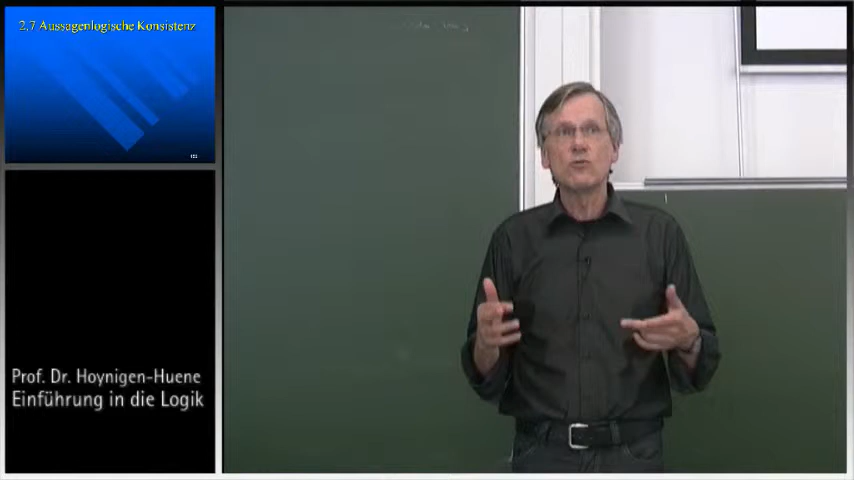 2.7 Aussagenlogische Konsistenz
Prof. Dr. Hoynigen-Huene
Einführung in die Logik